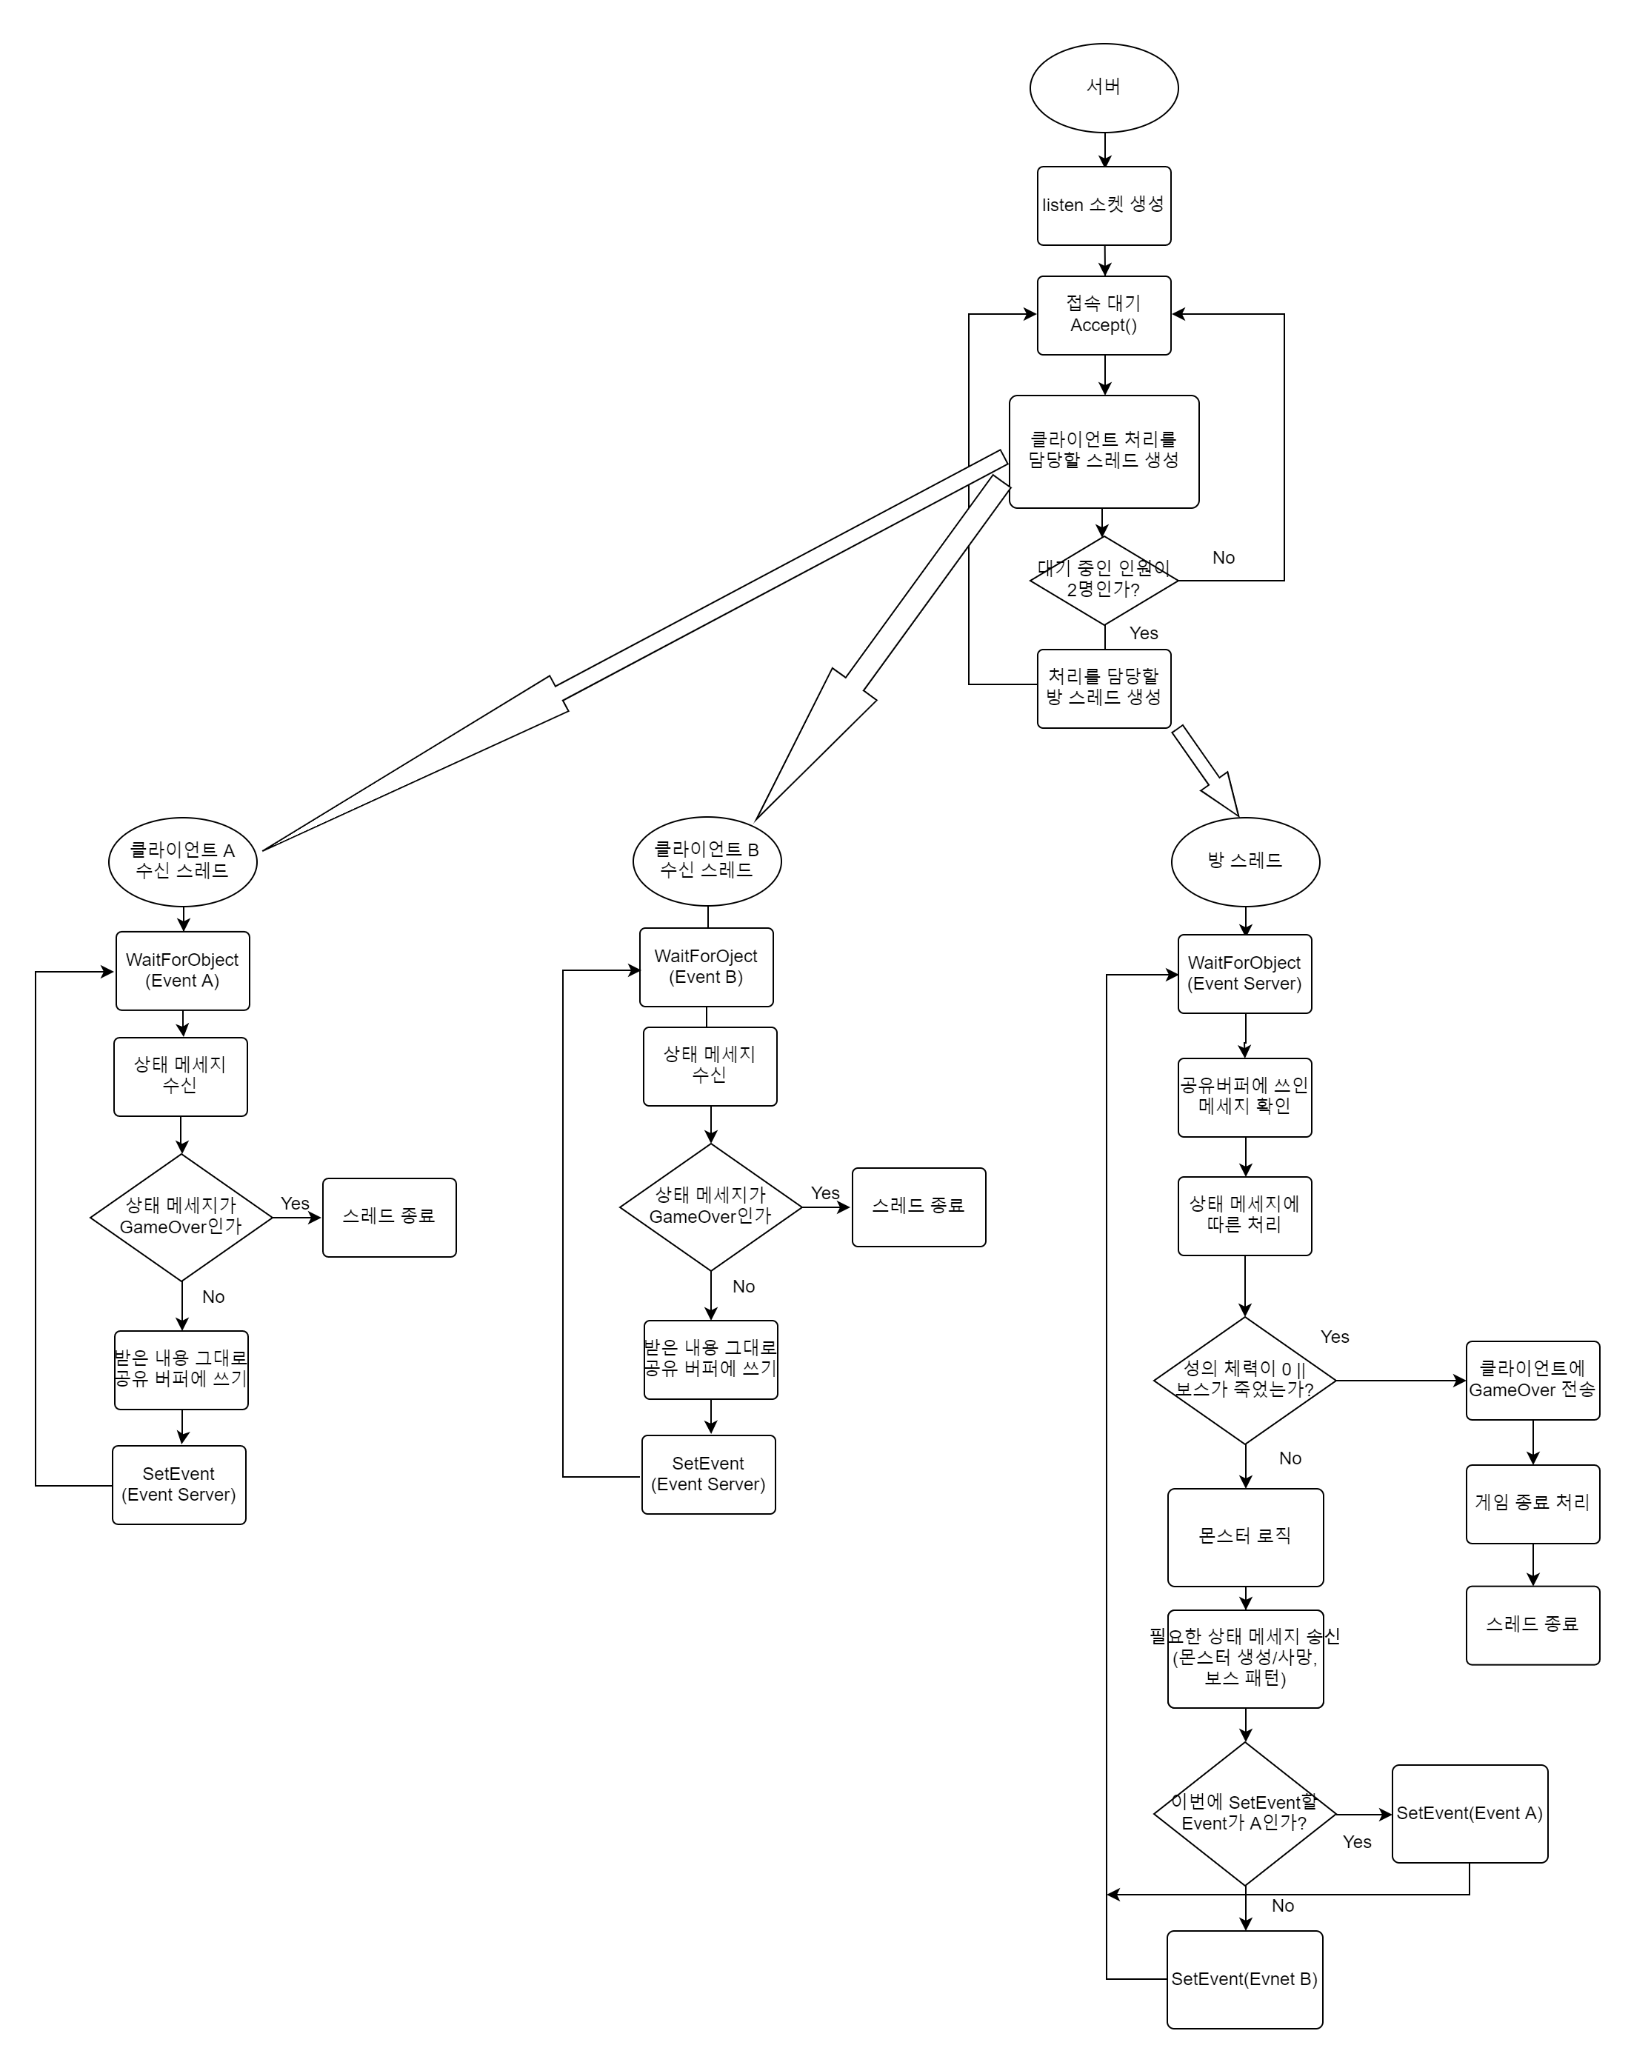 서버
listen 소켓 생성
접속 대기
Accept()
클라이언트 처리를
담당할 스레드 생성
대기 중인 인원이
2명인가?
No
Yes
처리를 담당할
방 스레드 생성
클라이언트 A
수신 스레드
WaitForObject
(Event A)
상태 메세지
수신
상태 메세지가
GameOver인가
Yes
스레드 종료
No
받은 내용 그대로
공유 버퍼에 쓰기
SetEvent
(Event Server)
클라이언트 B
수신 스레드
WaitForOject
(Event B)
상태 메세지
수신
상태 메세지가
GameOver인가
Yes
스레드 종료
No
받은 내용 그대로
공유 버퍼에 쓰기
SetEvent
(Event Server)
방 스레드
WaitForObject
(Event Server)
공유버퍼에 쓰인
메세지 확인
상태 메세지에
따른 처리
성의 체력이 0 ||
보스가 죽었는가?
Yes
클라이언트에
GameOver 전송
게임 종료 처리
스레드 종료
No
몬스터 로직
필요한 상태 메세지 송신
(몬스터 생성/사망,
보스 패턴)
이번에 SetEvent할
Event가 A인가?
Yes
SetEvent(Event A)
No
SetEvent(Evnet B)